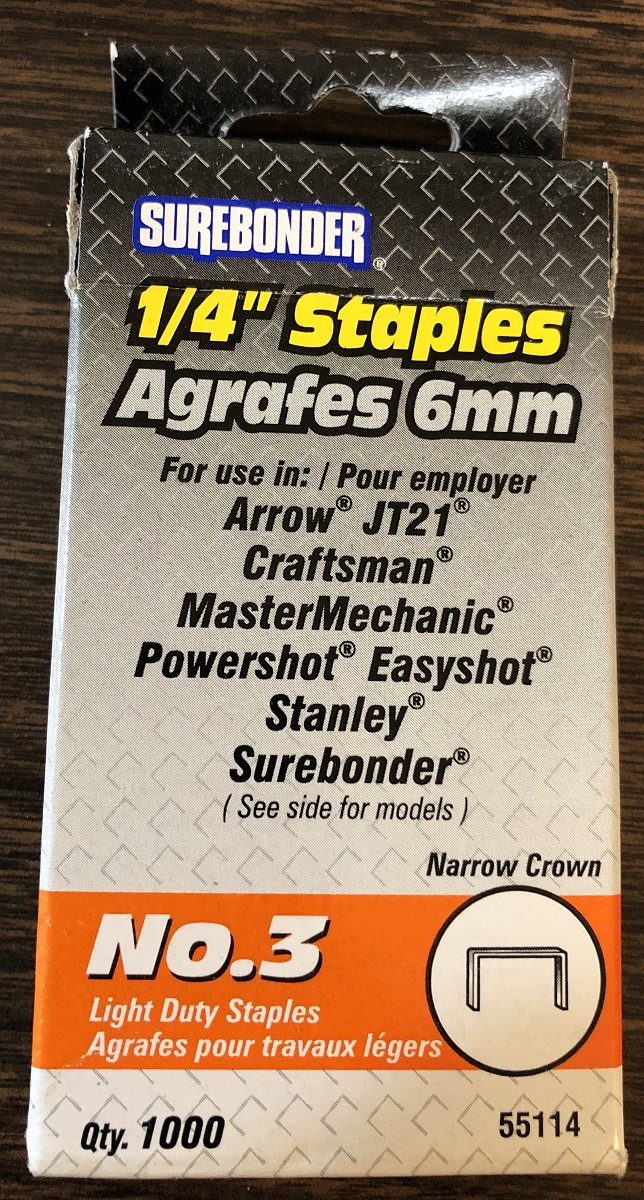 SUREBONDER®
1/4" Staples
Agrafes 6mm
For use in: / Pour employer
Arrow® JT21®
Craftsman®
MasterMechanic®
Powershot® Easyshot®
Stanley®
Surebonder®
( See side for models )
Narrow Crown
No.3
Light Duty Staples
Agrafes pour travaux légers
Qty. 1000
55114